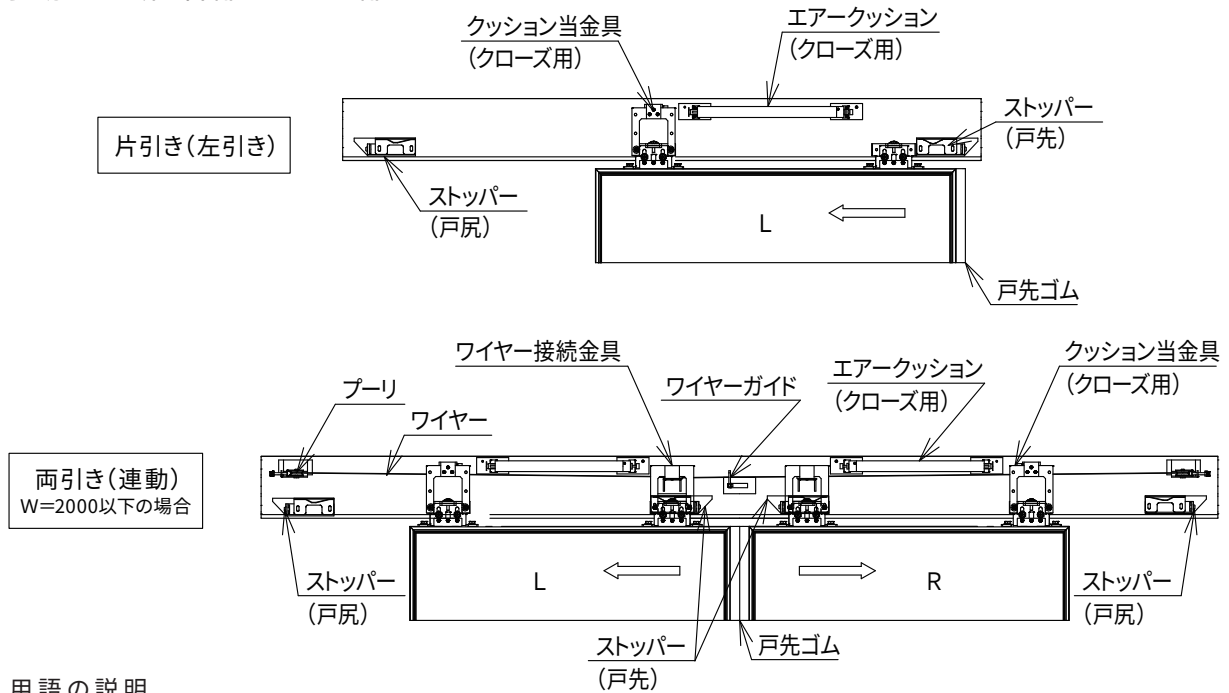 クッション当金具
(クローズ用)
エアークッション
(クローズ用)
ストッパー
(戸先)
片引き(左引き)
ストッパー
(戸尻)
L
戸先ゴム
ワイヤー接続金具
プーリ
ワイヤー
ワイヤーガイド
エアークッション
(クローズ用)
クッション当金具
(クローズ用)
両引き(連動)
W=2000以下の場合
L
R
ストッパー
(戸尻)
ストッパー
(戸先)
戸先ゴム
ストッパー
(戸尻)
用語の説明